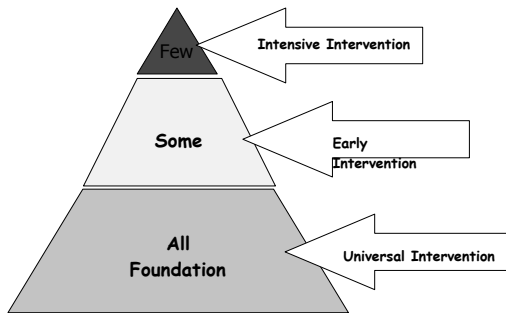 Few
Intensive Intervention
Some
Early
Intervention
All
Foundation
Universal Intervention